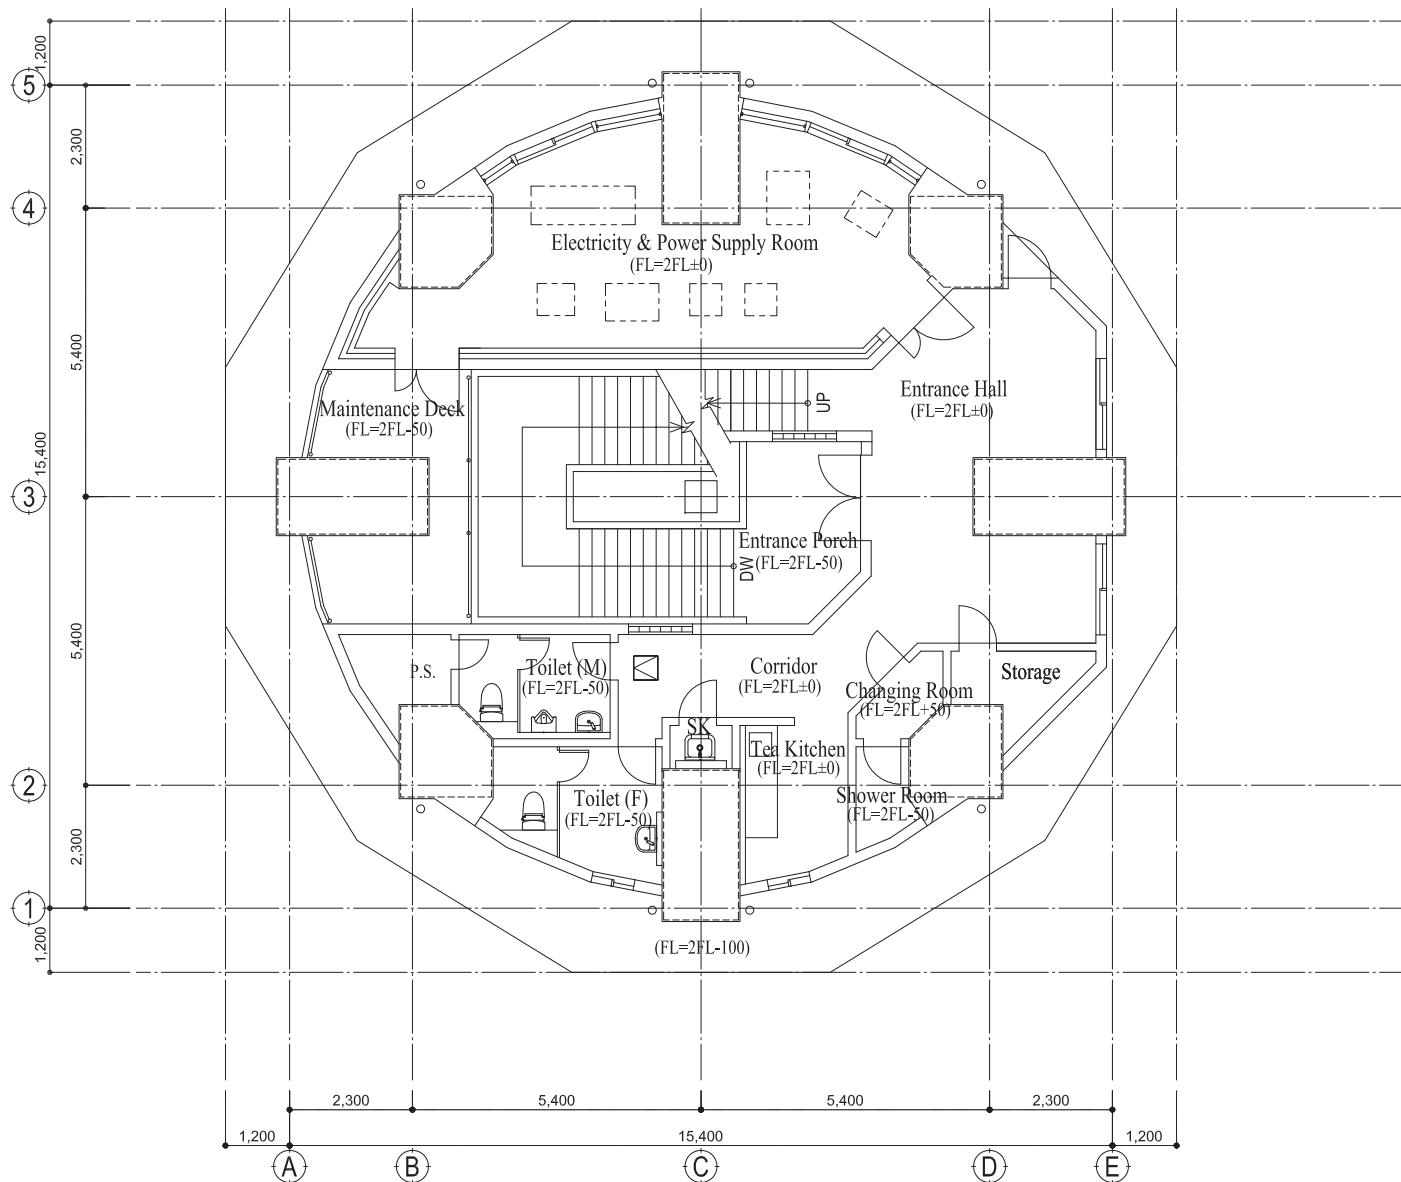 1,200
5
2,300
4
Electricity & Power Supply Room
(FL=2FL±0)
5,400
Entrance Hall
(FL=2FL±0)
UP
Maintenance Deck
(FL=2FL-50)
15,400
3
Entrance Porch
(FL=2FL-50)
DW
5,400
P.S.
Toilet (M)
(FL=2FL-50)
Corridor
(FL=2FL±0)
Storage
Changing Room
(FL=2FL+50)
SK
Tea Kitchen
(FL=2FL±0)
2
Toilet (F)
(FL=2FL-50)
Shower Room
(FL=2FL-50)
2,300
1
1,200
(FL=2FL-100)
2,300
5,400
5,400
2,300
1,200
15,400
1,200
A
B
C
D
E